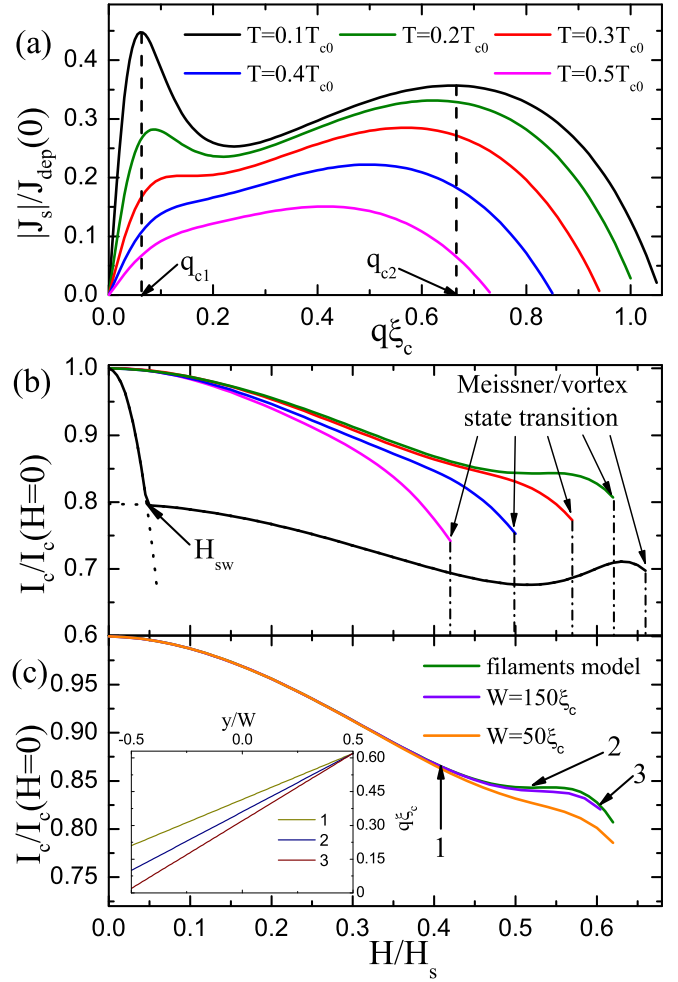 (a)
T=0.1T_c0 T=0.2T_c0 T=0.3T_c0
T=0.4T_c0 T=0.5T_c0
|J_s|/J_dep(0)
0.4
0.3
0.2
0.1
0.0
q_c1
q_c2
0.0 0.2 0.4 0.6 0.8 1.0
qξ_c
(b)
I_c/I_c(H=0)
1.0
0.9
0.8
0.7
0.6
Meissner/vortex
state transition
H_sw
(c)
I_c/I_c(H=0)
0.95
0.90
0.85
0.80
0.75
filaments model
W=150ξ_c
W=50ξ_c
y/W
-0.5 0.0 0.5
0.60
0.45
0.30
0.15
0
qξ_c
1
2
3
1
2
3
0.0 0.1 0.2 0.3 0.4 0.5 0.6
H/H_s